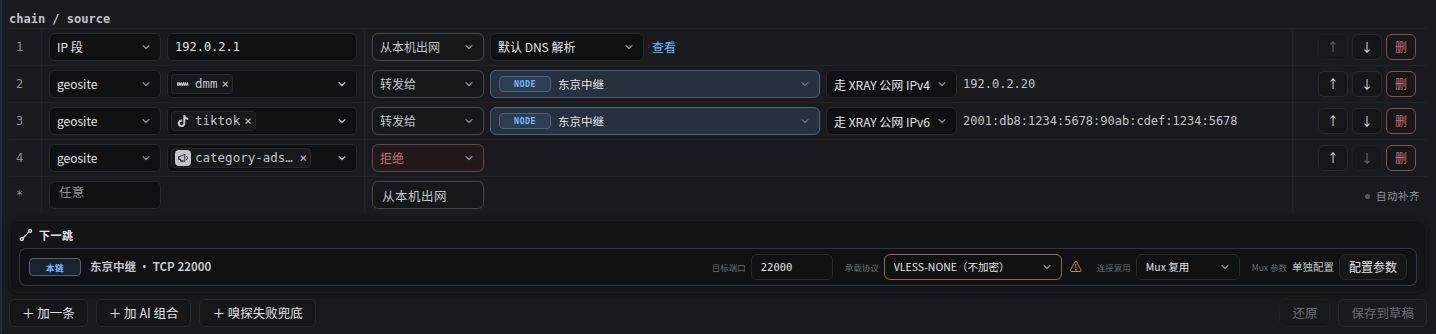 chain / source
1 IP 段 192.0.2.1 从本机出网 默认 DNS 解析 查看 ↑ ↓ 删
2 geosite dmm × 转发给 NODE 东京中继 走 XRAY 公网 IPv4 192.0.2.20 ↑ ↓ 删
3 geosite tiktok × 转发给 NODE 东京中继 走 XRAY 公网 IPv6 2001:db8:1234:5678:90ab:cdef:1234:5678 ↑ ↓ 删
4 geosite category-ads… × 拒绝 ↑ ↓ 删
* 任意 从本机出网 自动补齐
下一跳
本链 东京中继 · TCP 22000 目标端口 22000 承载协议 VLESS-NONE（不加密） 连接复用 Mux 复用 Mux 参数 单独配置 配置参数
＋ 加一条 ＋ 加 AI 组合 ＋ 嗅探失败兜底 还原 保存到草稿